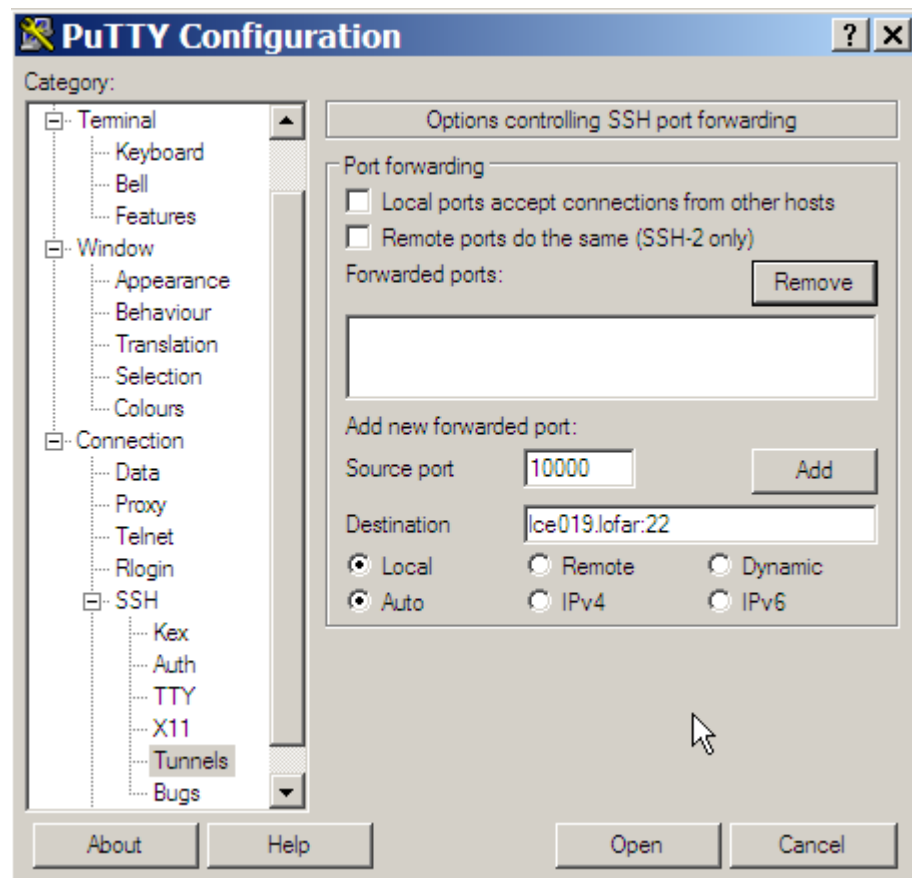 PuTTY Configuration
Category:
Terminal
Keyboard
Bell
Features
Window
Appearance
Behaviour
Translation
Selection
Colours
Connection
Data
Proxy
Telnet
Rlogin
SSH
Kex
Auth
TTY
X11
Tunnels
Bugs
Options controlling SSH port forwarding
Port forwarding
Local ports accept connections from other hosts
Remote ports do the same (SSH-2 only)
Forwarded ports:
Remove
Add new forwarded port:
Source port 10000 Add
Destination lce019.lofar:22
Local Remote Dynamic
Auto IPv4 IPv6
About Help Open Cancel